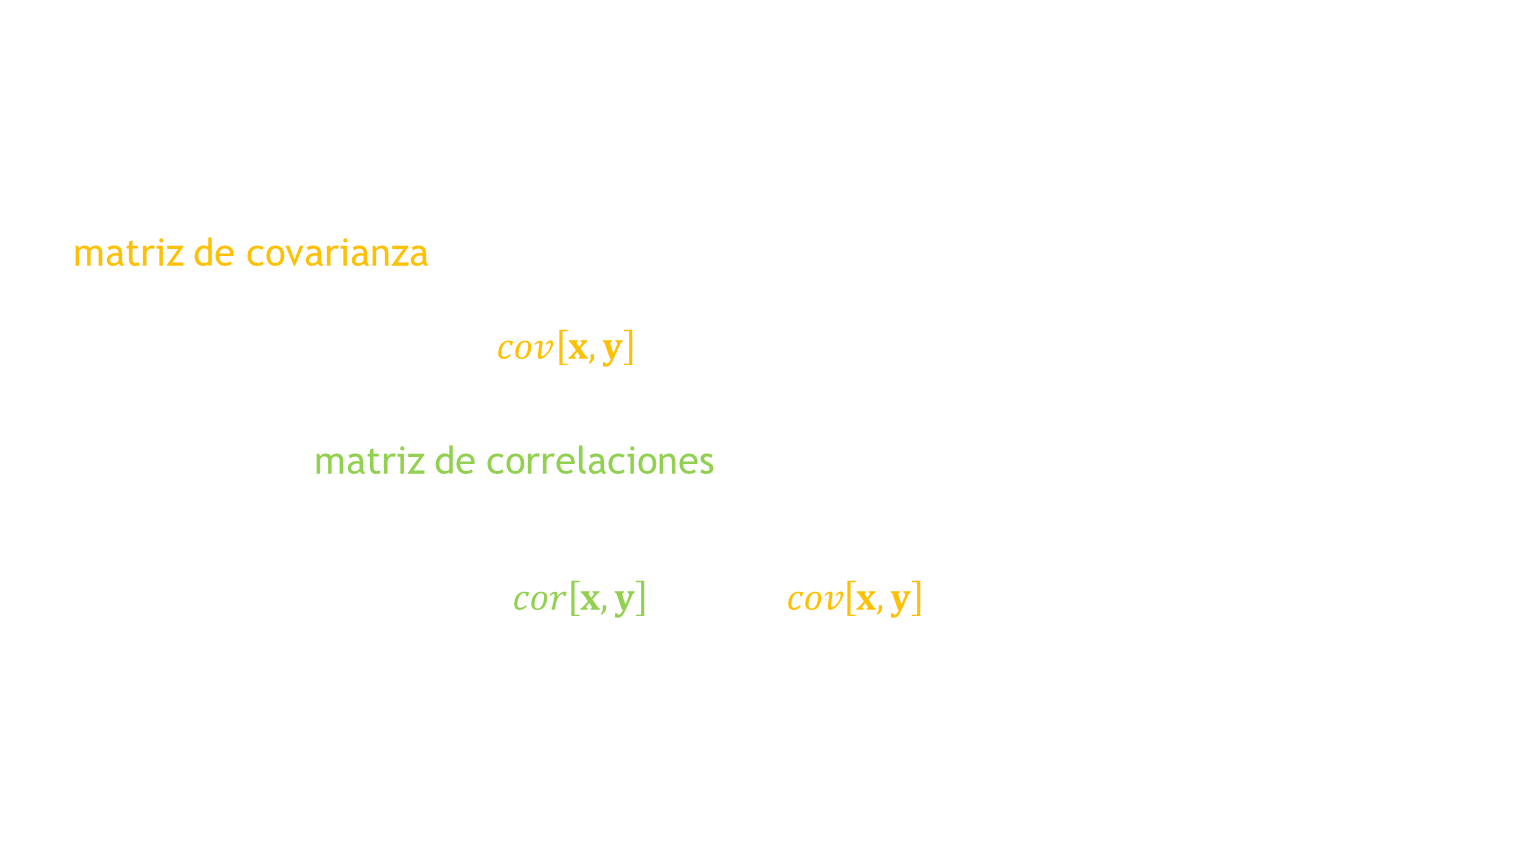 matriz de covarianza
cov[x, y]
matriz de correlaciones
cor[x, y] cov[x, y]